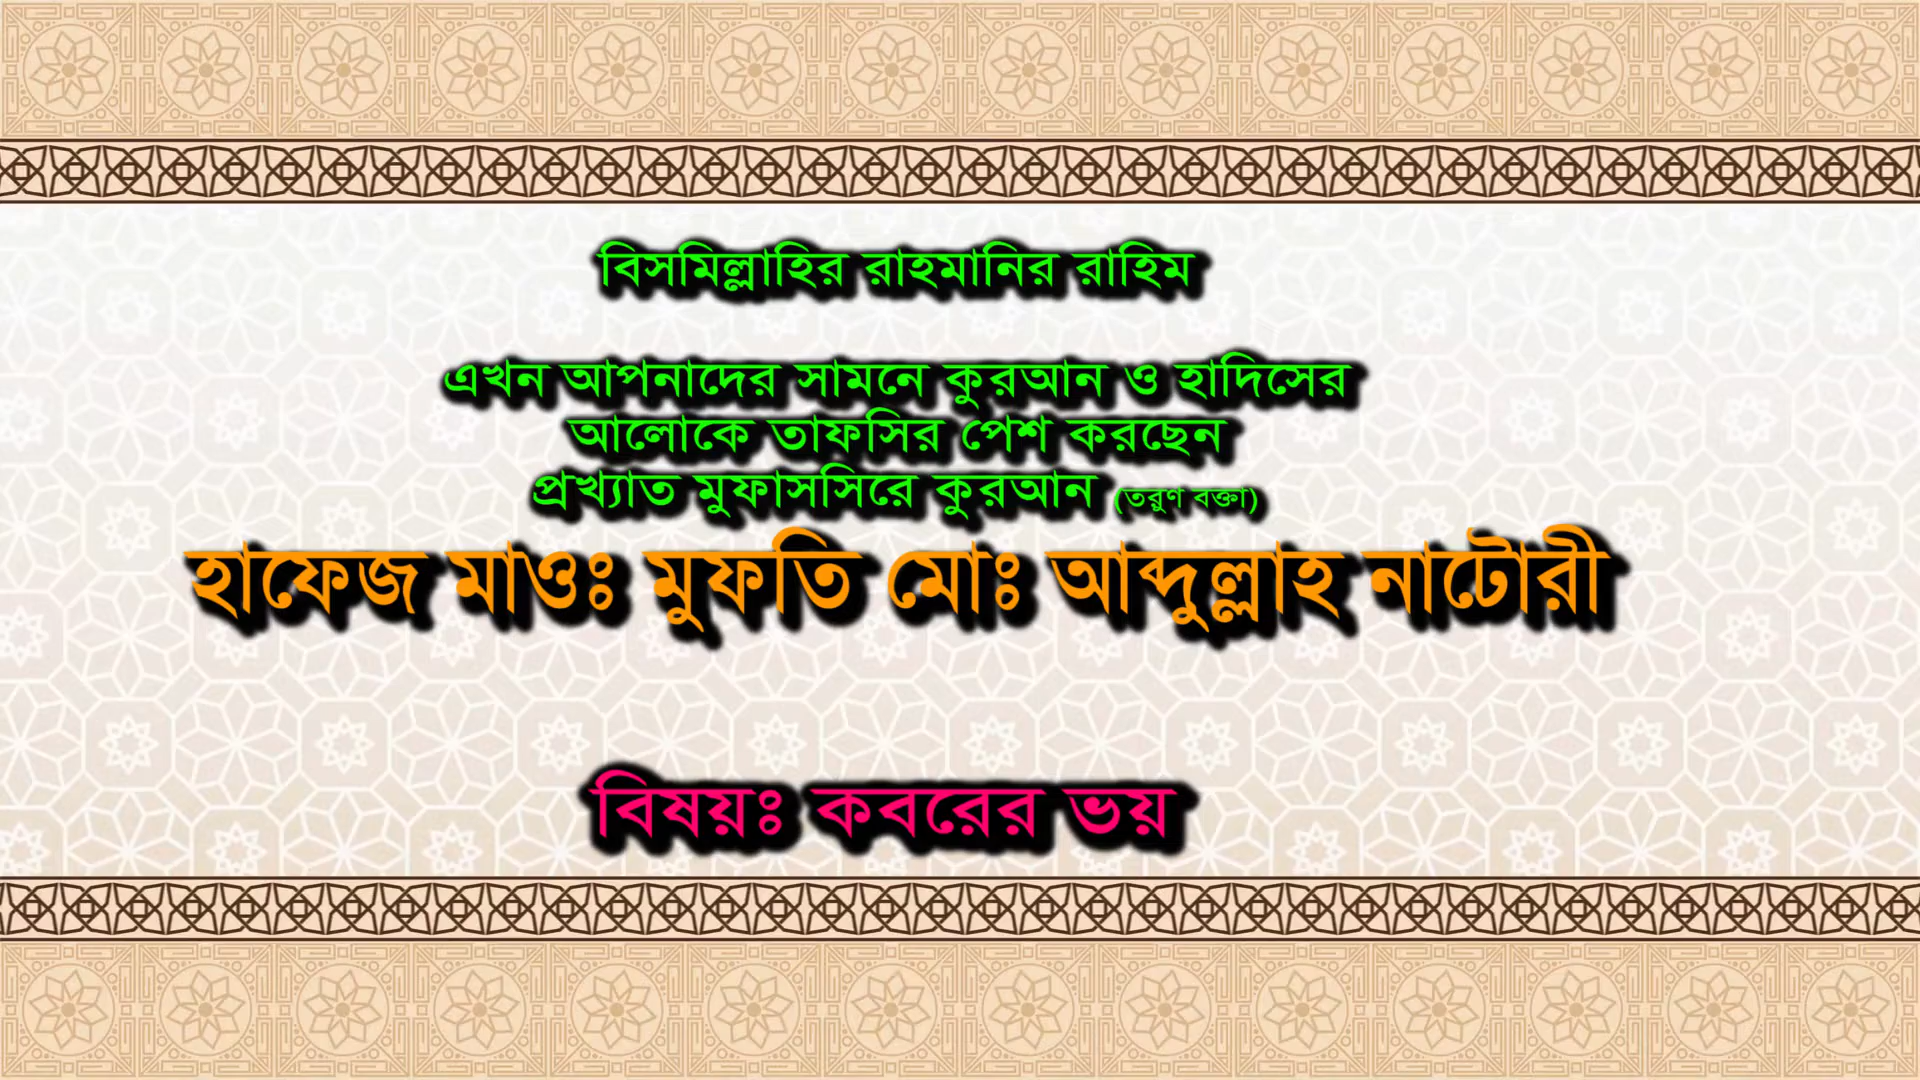 বিসমিল্লাহির রাহমানির রাহিম
এখন আপনাদের সামনে কুরআন ও হাদিসের
আলোকে তাফসির পেশ করছেন
প্রখ্যাত মুফাসসিরে কুরআন (তরুণ বক্তা)
হাফেজ মাওঃ মুফতি মোঃ আব্দুল্লাহ নাটোরী
বিষয়ঃ কবরের ভয়